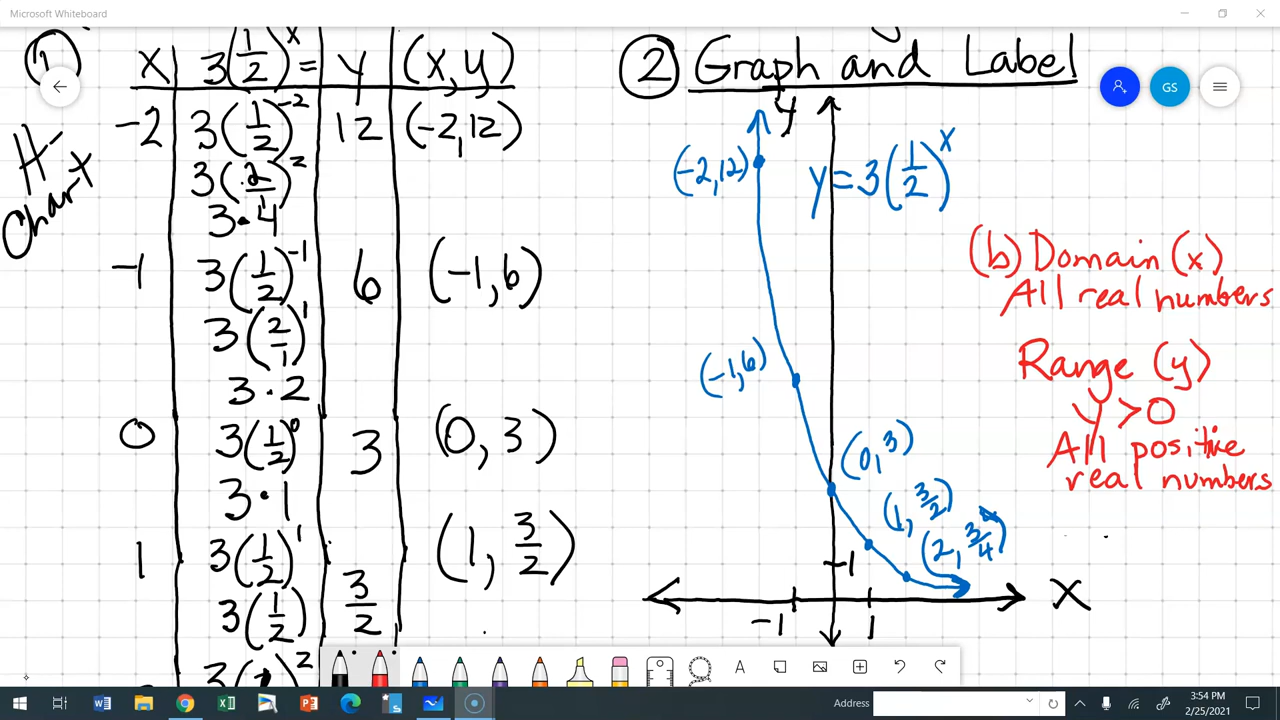 Microsoft Whiteboard
①
x | 3(1/2)^x = | y | (x,y)
H-Chart
-2 | 3(1/2)^-2 | 12 | (-2,12)
3(2/1)^2
3·4
-1 | 3(1/2)^-1 | 6 | (-1,6)
3(2/1)^1
3·2
0 | 3(1/2)^0 | 3 | (0,3)
3·1
1 | 3(1/2)^1 | 3/2 | (1, 3/2)
3(1/2)
② Graph and Label
y
(-2,12)
y=3(1/2)^x
(-1,6)
(0,3)
(1, 3/2)
(2, 3/4)
1
-1
1
X
(b) Domain (x)
All real numbers
Range (y)
y>0
All positive
real numbers
GS
A
Address
3:54 PM
2/25/2021